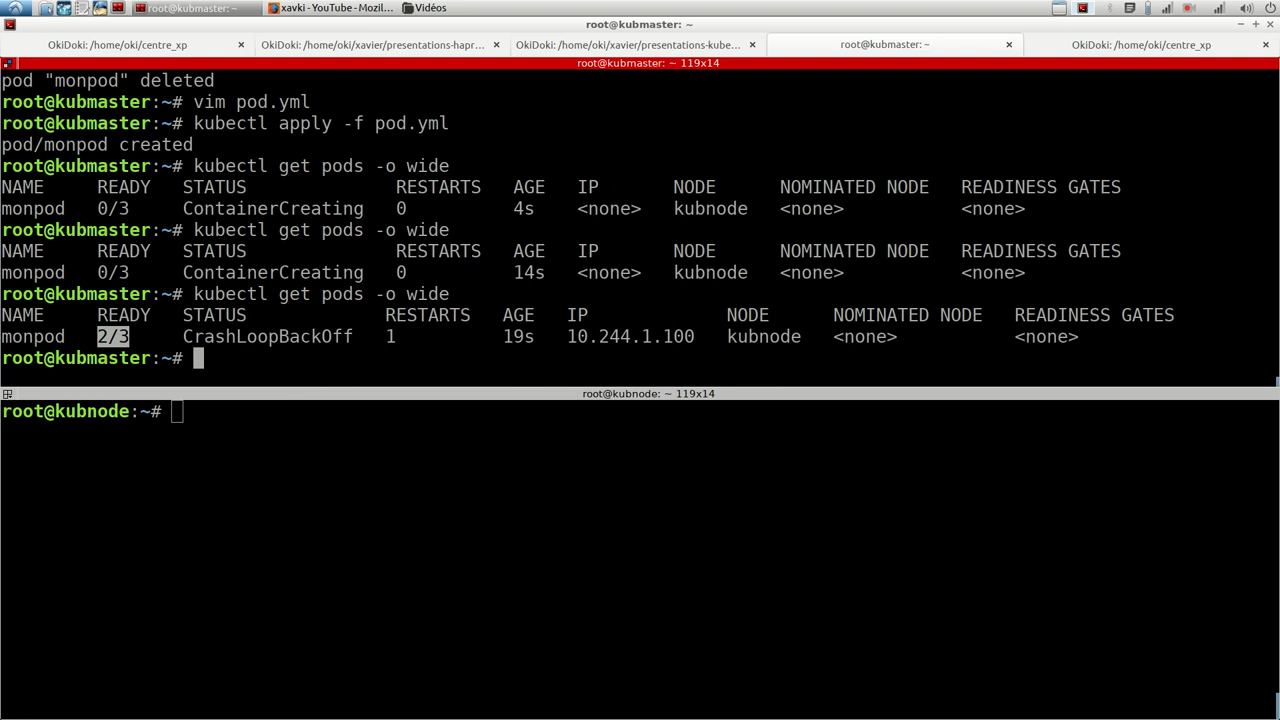 root@kubmaster: ~
xavki - YouTube - Mozil...
Vidéos
root@kubmaster: ~
OkiDoki: /home/oki/centre_xp
OkiDoki: /home/oki/xavier/presentations-hapr...
OkiDoki: /home/oki/xavier/presentations-kube...
root@kubmaster: ~
OkiDoki: /home/oki/centre_xp
root@kubmaster: ~ 119x14
pod "monpod" deleted
root@kubmaster:~# vim pod.yml
root@kubmaster:~# kubectl apply -f pod.yml
pod/monpod created
root@kubmaster:~# kubectl get pods -o wide
NAME READY STATUS RESTARTS AGE IP NODE NOMINATED NODE READINESS GATES
monpod 0/3 ContainerCreating 0 4s <none> kubnode <none> <none>
root@kubmaster:~# kubectl get pods -o wide
NAME READY STATUS RESTARTS AGE IP NODE NOMINATED NODE READINESS GATES
monpod 0/3 ContainerCreating 0 14s <none> kubnode <none> <none>
root@kubmaster:~# kubectl get pods -o wide
NAME READY STATUS RESTARTS AGE IP NODE NOMINATED NODE READINESS GATES
monpod 2/3 CrashLoopBackOff 1 19s 10.244.1.100 kubnode <none> <none>
root@kubmaster:~#
root@kubnode: ~ 119x14
root@kubnode:~#